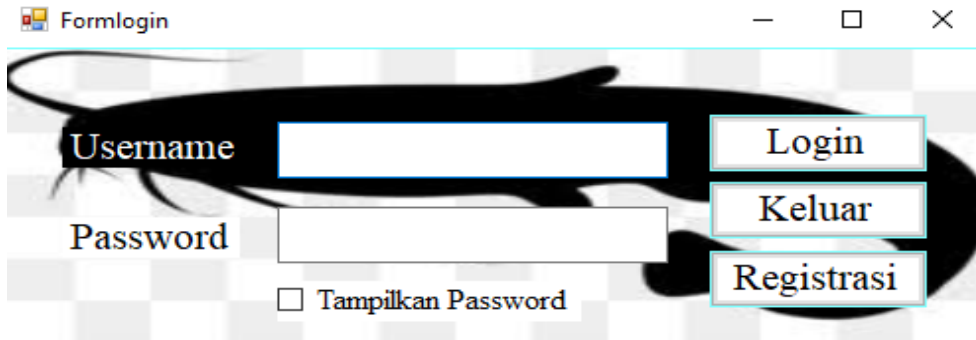 Formlogin
Username
Login
Keluar
Password
Registrasi
Tampilkan Password